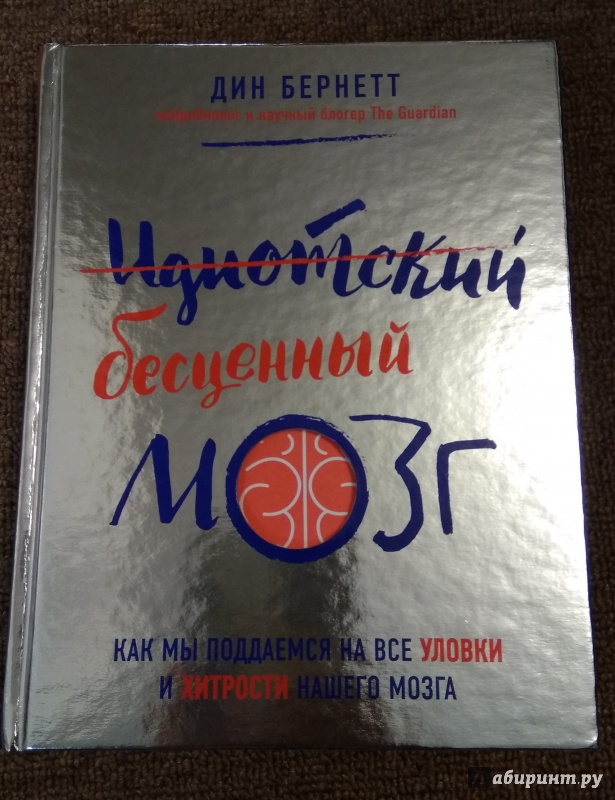 ДИН БЕРНЕТТ
нейробиолог и научный блогер The Guardian
Идиотский
бесценный
МОЗГ
КАК МЫ ПОДДАЕМСЯ НА ВСЕ УЛОВКИ
И ХИТРОСТИ НАШЕГО МОЗГА
Лабиринт.ру